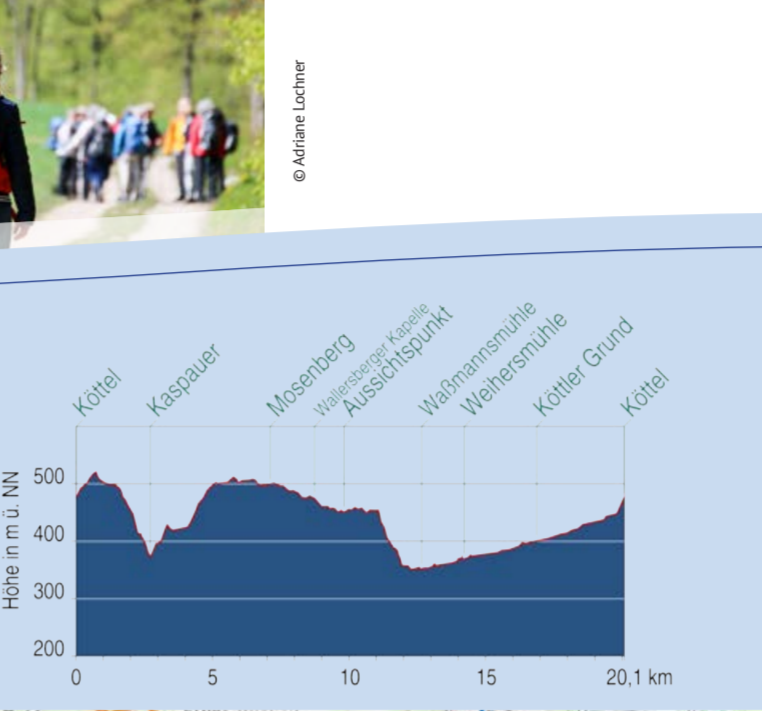 © Adriane Lochner
Köttel
Kaspauer
Mosenberg
Wallersberger Kapelle
Aussichtspunkt
Waßmannsmühle
Weihersmühle
Köttler Grund
Köttel
Höhe in m ü. NN
500
400
300
200
0 5 10 15 20,1 km